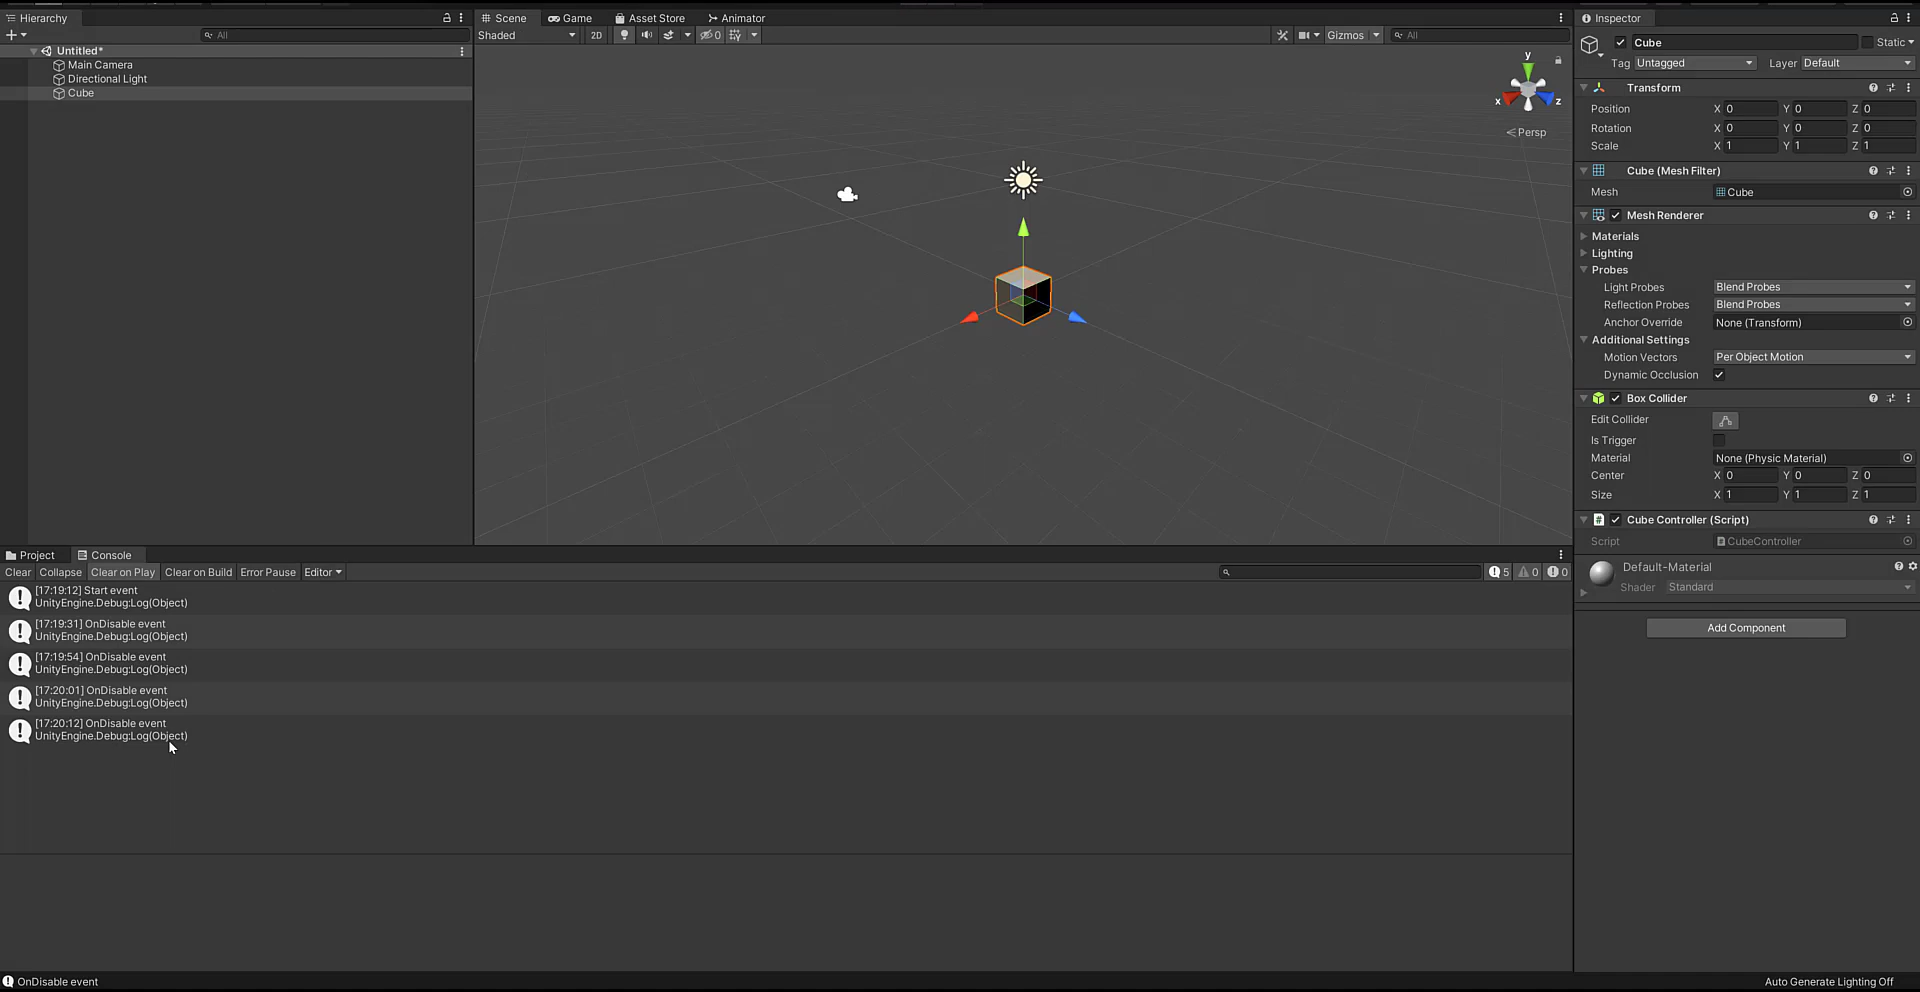 Hierarchy
All
Untitled*
Main Camera
Directional Light
Cube
Scene
Game
Asset Store
Animator
Shaded
2D
0
Gizmos
All
y
x
z
Persp
Inspector
Cube
Static
Tag Untagged Layer Default
Transform
Position X 0 Y 0 Z 0
Rotation X 0 Y 0 Z 0
Scale X 1 Y 1 Z 1
Cube (Mesh Filter)
Mesh Cube
Mesh Renderer
Materials
Lighting
Probes
Light Probes Blend Probes
Reflection Probes Blend Probes
Anchor Override None (Transform)
Additional Settings
Motion Vectors Per Object Motion
Dynamic Occlusion
Box Collider
Edit Collider
Is Trigger
Material None (Physic Material)
Center X 0 Y 0 Z 0
Size X 1 Y 1 Z 1
Cube Controller (Script)
Script CubeController
Default-Material
Shader Standard
Add Component
Project
Console
Clear Collapse Clear on Play Clear on Build Error Pause Editor
5 0 0
[17:19:12] Start event
UnityEngine.Debug:Log(Object)
[17:19:31] OnDisable event
UnityEngine.Debug:Log(Object)
[17:19:54] OnDisable event
UnityEngine.Debug:Log(Object)
[17:20:01] OnDisable event
UnityEngine.Debug:Log(Object)
[17:20:12] OnDisable event
UnityEngine.Debug:Log(Object)
OnDisable event
Auto Generate Lighting Off